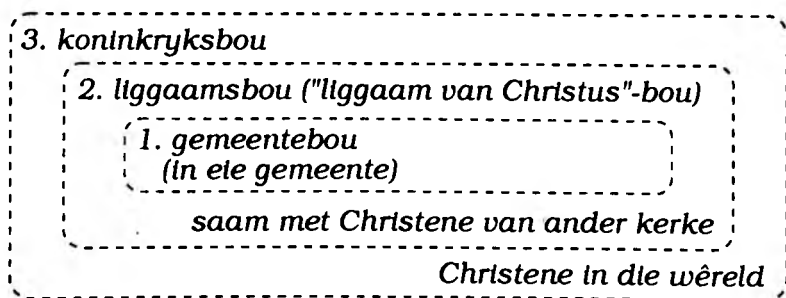 3. koninkryksbou
2. liggaamsbou ("liggaam van Christus"-bou)
1. gemeentebou
(in eie gemeente)
saam met Christene van ander kerke
Christene in die wêreld